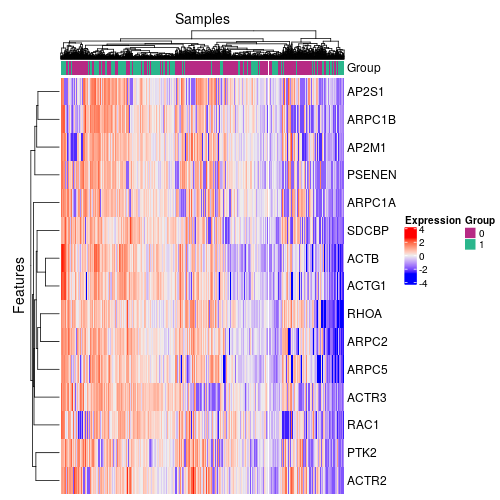 Samples
Group
AP2S1
ARPC1B
AP2M1
PSENEN
ARPC1A
SDCBP
ACTB
ACTG1
RHOA
ARPC2
ARPC5
ACTR3
RAC1
PTK2
ACTR2
Features
Expression Group
4 0
2 1
0
-2
-4